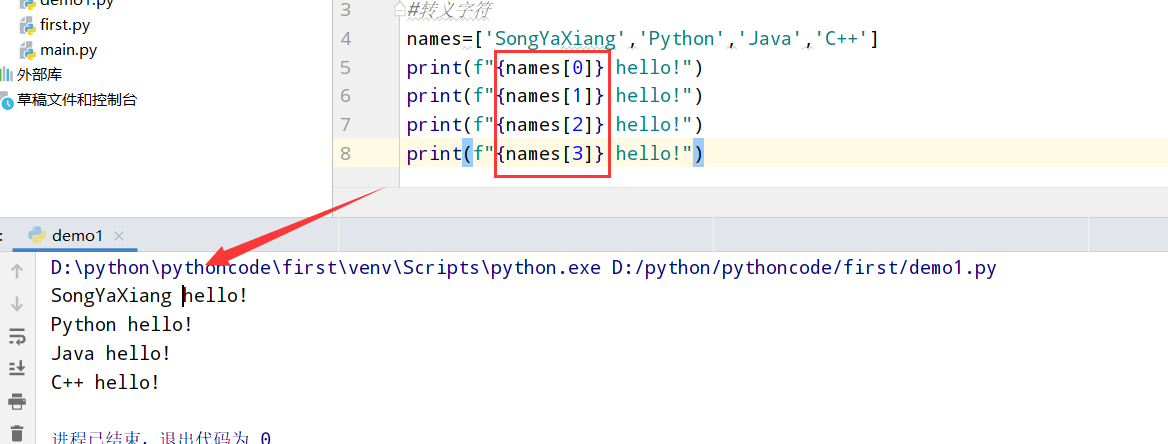 demo1.py
first.py
main.py
外部库
草稿文件和控制台
3 #转义字符
4 names=['SongYaXiang','Python','Java','C++']
5 print(f"{names[0]} hello!")
6 print(f"{names[1]} hello!")
7 print(f"{names[2]} hello!")
8 print(f"{names[3]} hello!")
: demo1 ×
D:\python\pythoncode\first\venv\Scripts\python.exe D:/python/pythoncode/first/demo1.py
SongYaXiang hello!
Python hello!
Java hello!
C++ hello!
进程已结束，退出代码为 0